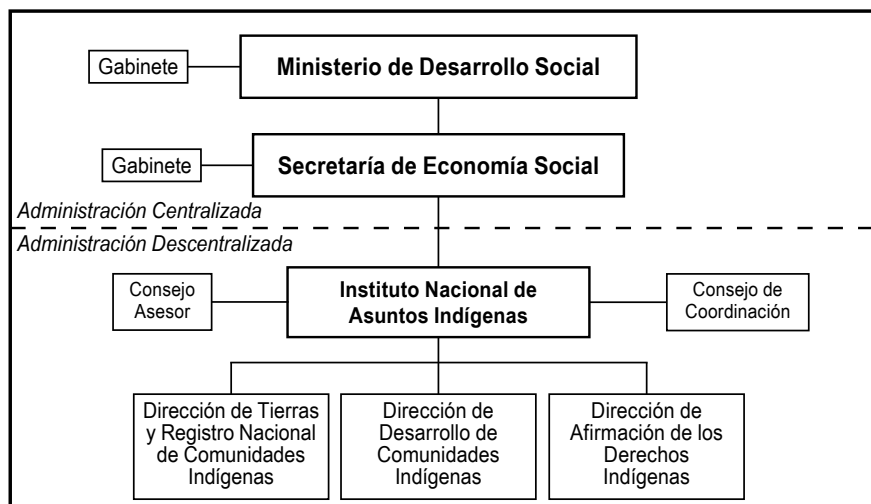 Gabinete
Ministerio de Desarrollo Social
Gabinete
Secretaría de Economía Social
Administración Centralizada
Administración Descentralizada
Consejo
Asesor
Instituto Nacional de
Asuntos Indígenas
Consejo de
Coordinación
Dirección de Tierras
y Registro Nacional
de Comunidades
Indígenas
Dirección de
Desarrollo de
Comunidades
Indígenas
Dirección de
Afirmación de los
Derechos
Indígenas